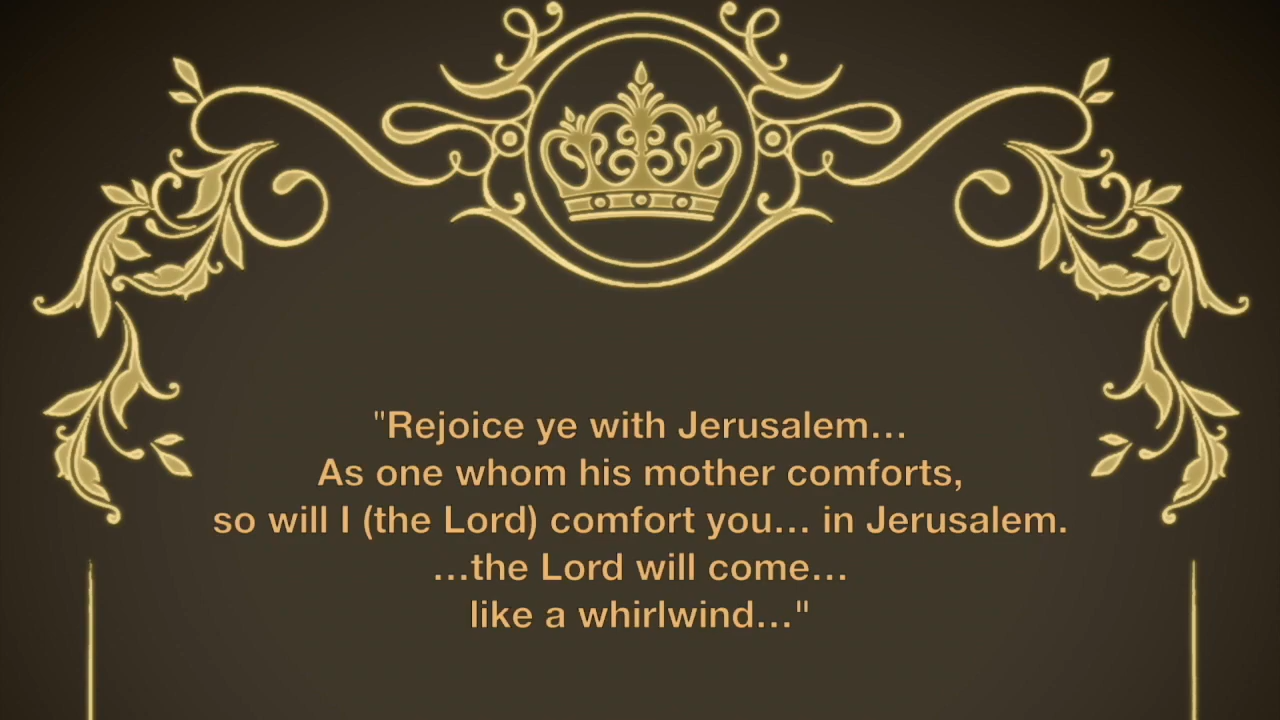 "Rejoice ye with Jerusalem...
As one whom his mother comforts,
so will I (the Lord) comfort you... in Jerusalem.
...the Lord will come...
like a whirlwind..."